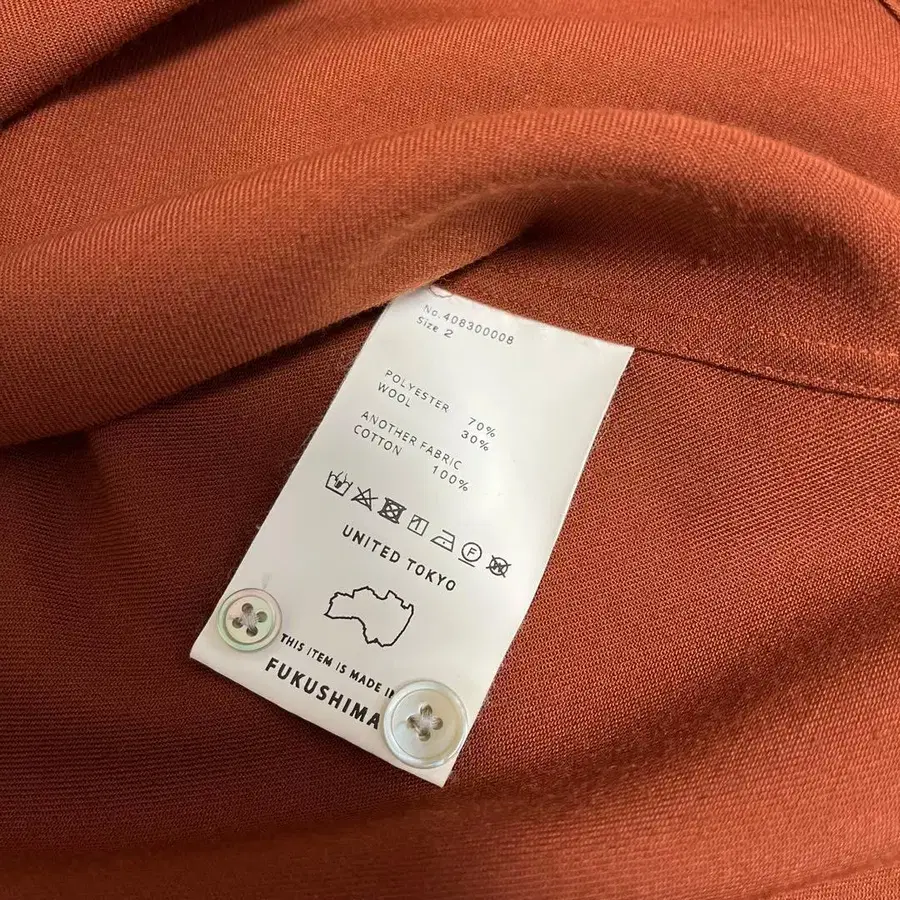 No.408300008
Size 2
POLYESTER 70%
WOOL 30%
ANOTHER FABRIC
COTTON 100%
F
UNITED TOKYO
THIS ITEM IS MADE IN
FUKUSHIMA